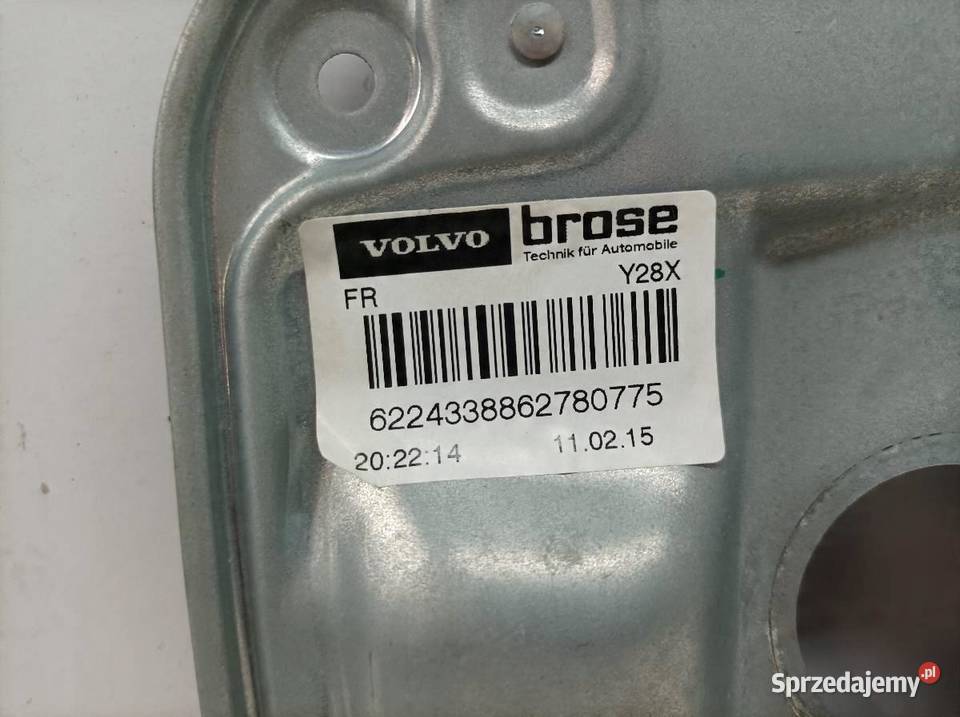 VOLVO
brose
Technik für Automobile
FR
Y28X
6224338862780775
20:22:14 11.02.15
Sprzedajemy.pl